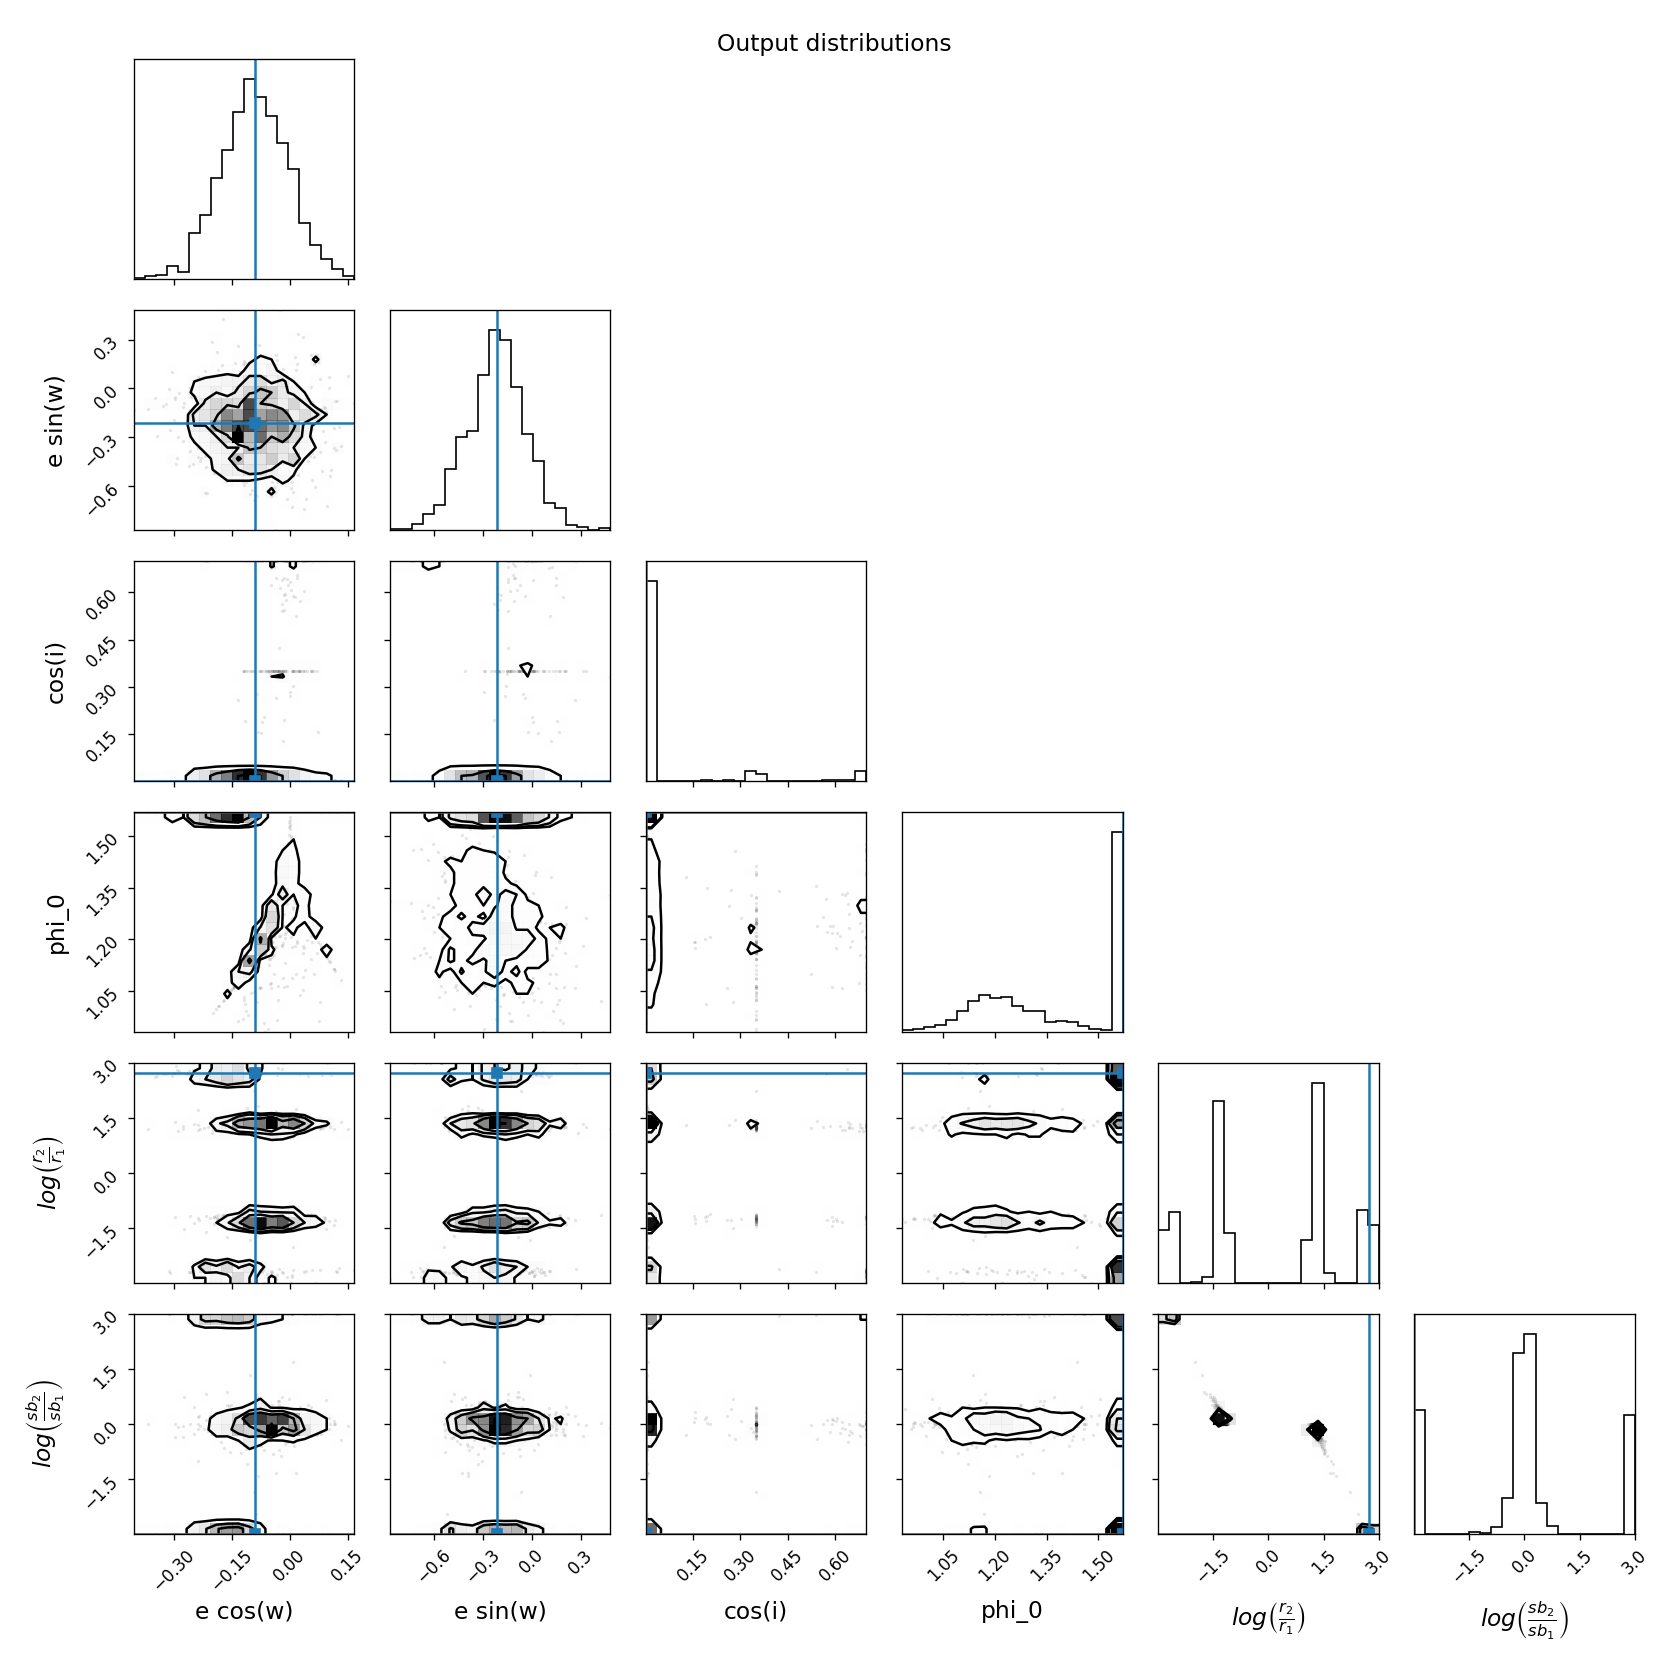 Output distributions
e sin(w)
0.3
0.0
−0.3
−0.6
cos(i)
0.60
0.45
0.30
0.15
phi_0
1.50
1.35
1.20
1.05
log(r₂/r₁)
3.0
1.5
0.0
−1.5
log(sb₂/sb₁)
3.0
1.5
0.0
−1.5
−0.30 −0.15 0.00 0.15 −0.6 −0.3 0.0 0.3 0.15 0.30 0.45 0.60 1.05 1.20 1.35 1.50 −1.5 0.0 1.5 3.0 −1.5 0.0 1.5 3.0
e cos(w) e sin(w) cos(i) phi_0 log(r₂/r₁) log(sb₂/sb₁)